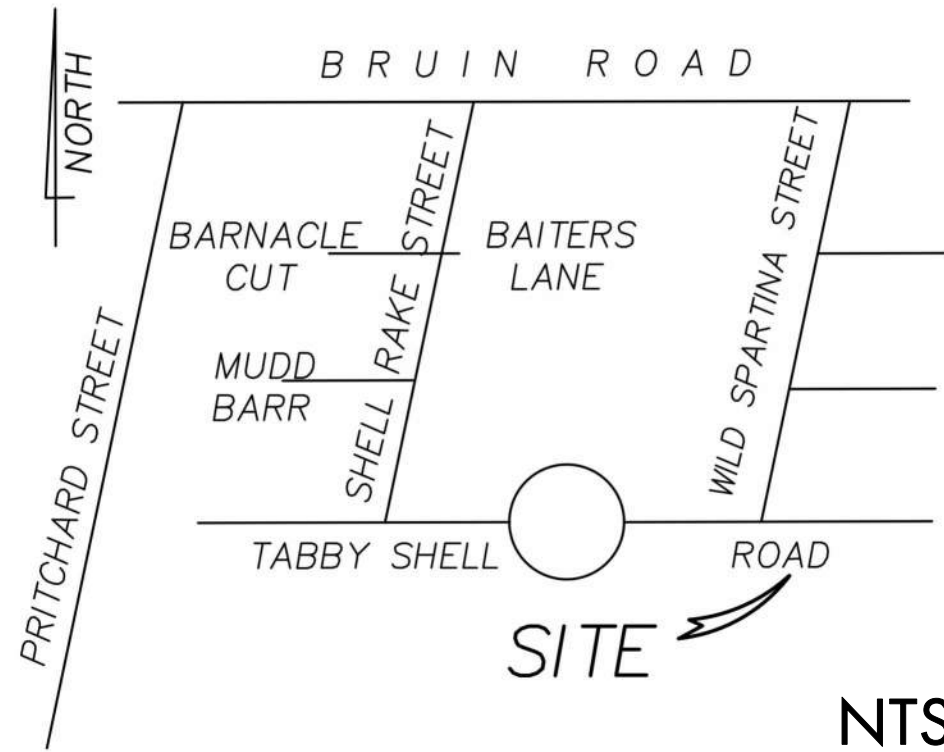 BRUIN ROAD
NORTH
BARNACLE
CUT
BAITERS
LANE
MUDD
BARR
SHELL RAKE STREET
WILD SPARTINA STREET
PRITCHARD STREET
TABBY SHELL
ROAD
SITE
NTS